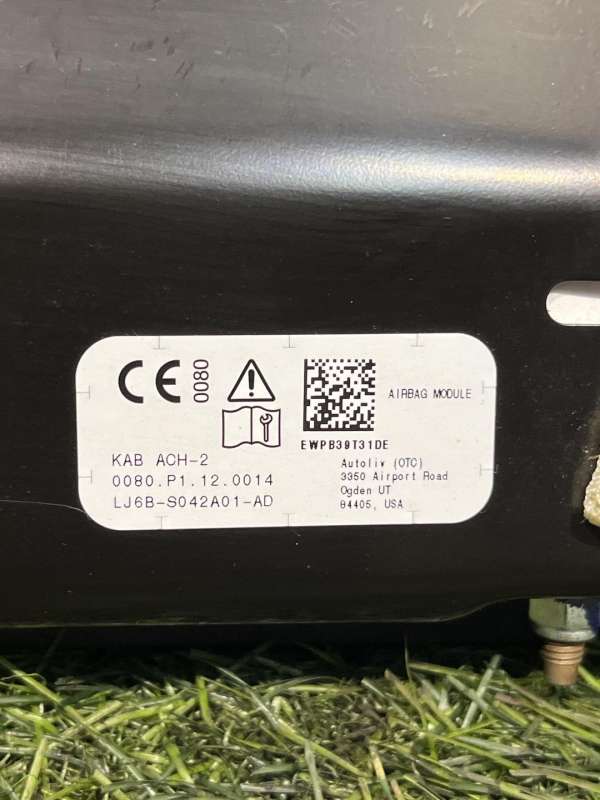 CE 0080
AIRBAG MODULE
EWPB39T31DE
KAB ACH-2
0080.P1.12.0014
LJ6B-S042A01-AD
Autoliv (OTC)
3350 Airport Road
Ogden UT
84405, USA